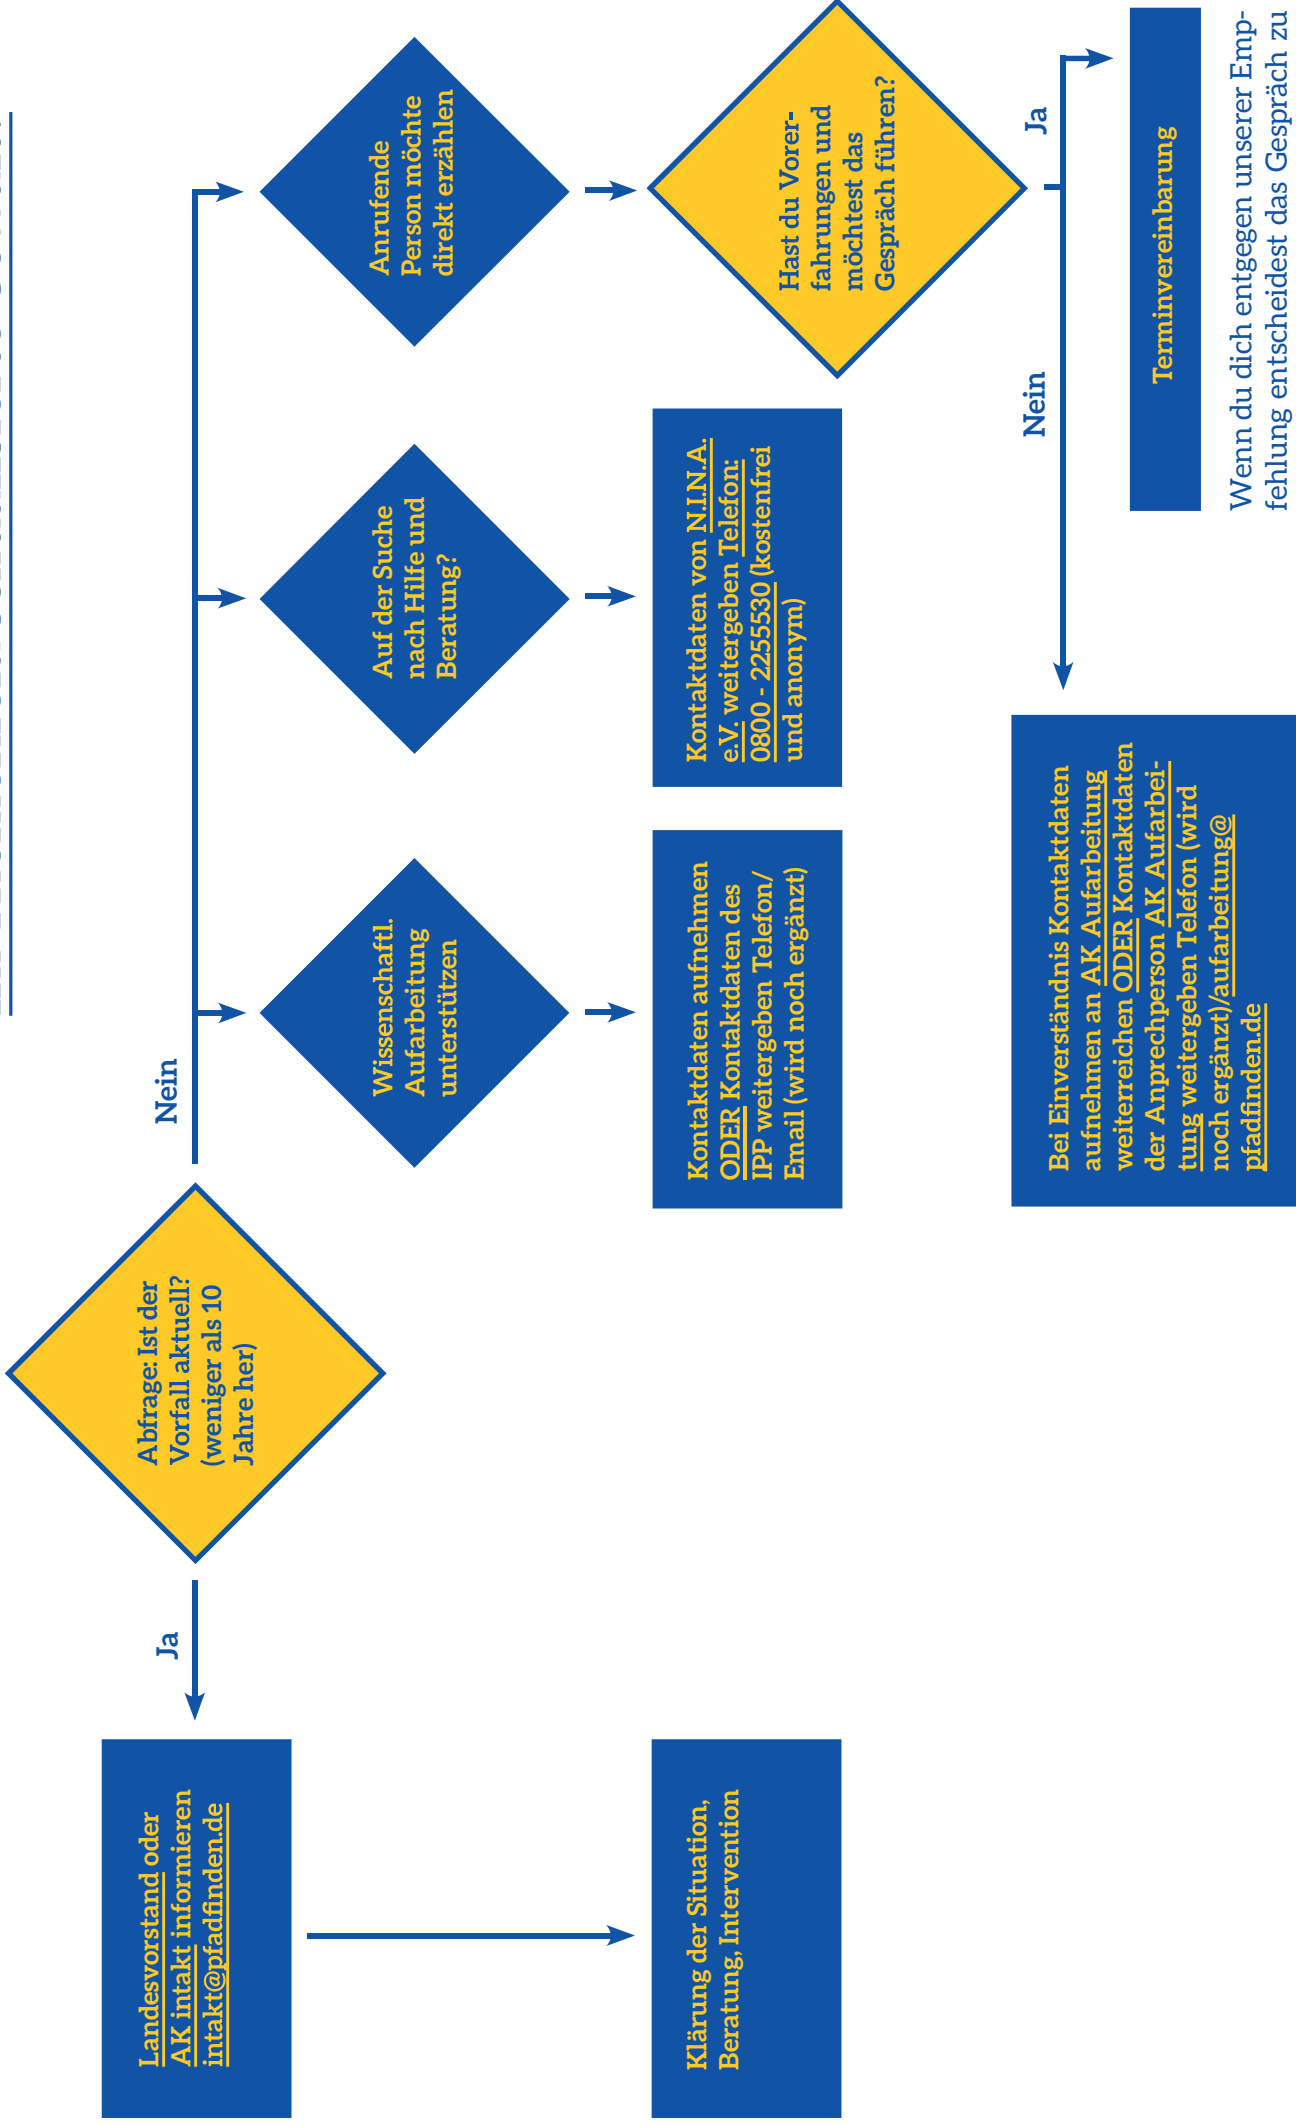 Abfrage: Ist der
Vorfall aktuell?
(weniger als 10
Jahre her)
Ja
Landesvorstand oder
AK intakt informieren
intakt@pfadfinden.de
Klärung der Situation,
Beratung, Intervention
Nein
Wissenschaftl.
Aufarbeitung
unterstützen
Kontaktdaten aufnehmen
ODER Kontaktdaten des
IPP weitergeben Telefon/
Email (wird noch ergänzt)
Auf der Suche
nach Hilfe und
Beratung?
Kontaktdaten von N.I.N.A.
e.V. weitergeben Telefon:
0800 - 2255530 (kostenfrei
und anonym)
Anrufende
Person möchte
direkt erzählen
Hast du Vorer-
fahrungen und
möchtest das
Gespräch führen?
Nein
Bei Einverständnis Kontaktdaten
aufnehmen an AK Aufarbeitung
weiterreichen ODER Kontaktdaten
der Anprechperson AK Aufarbei-
tung weitergeben Telefon (wird
noch ergänzt)/aufarbeitung@
pfadfinden.de
Ja
Terminvereinbarung
Wenn du dich entgegen unserer Emp-
fehlung entscheidest das Gespräch zu